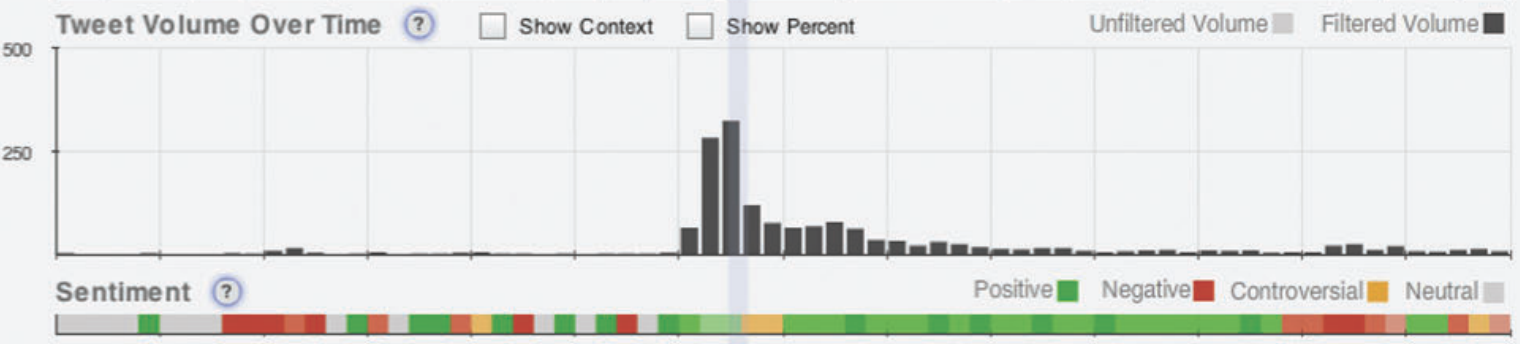 Tweet Volume Over Time ? Show Context Show Percent Unfiltered Volume Filtered Volume
500
250
Sentiment ? Positive Negative Controversial Neutral